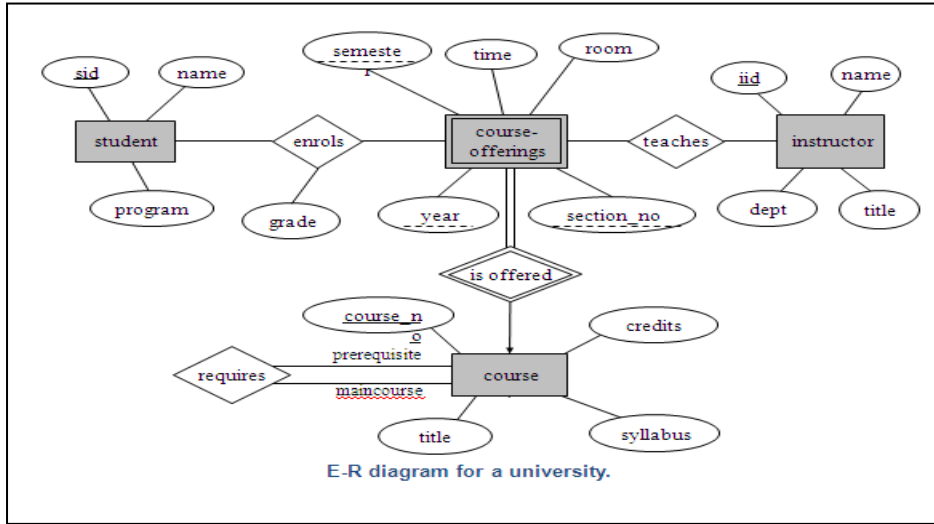 semeste
r
time
room
sid
name
iid
name
student
enrols
course-
offerings
teaches
instructor
program
grade
year
section_no
dept
title
is offered
course_n
o
credits
prerequisite
requires
course
maincourse
title
syllabus
E-R diagram for a university.